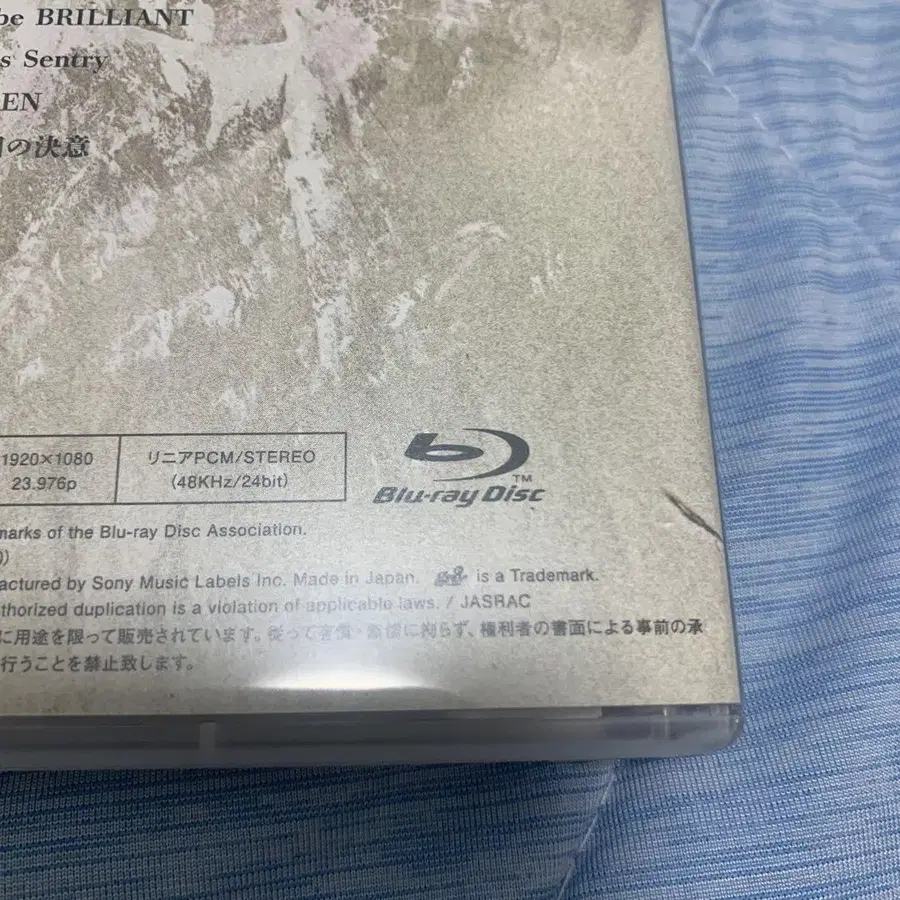 be BRILLIANT
s Sentry
EN
の決意
1920×1080
23.976p
リニアPCM/STEREO
(48KHz/24bit)
Blu-ray Disc™
marks of the Blu-ray Disc Association.
))
actured by Sony Music Labels Inc. Made in Japan. is a Trademark.
uthorized duplication is a violation of applicable laws. / JASRAC
に用途を限って販売されています。従って有償・無償に拘らず、権利者の書面による事前の承
行うことを禁止致します。